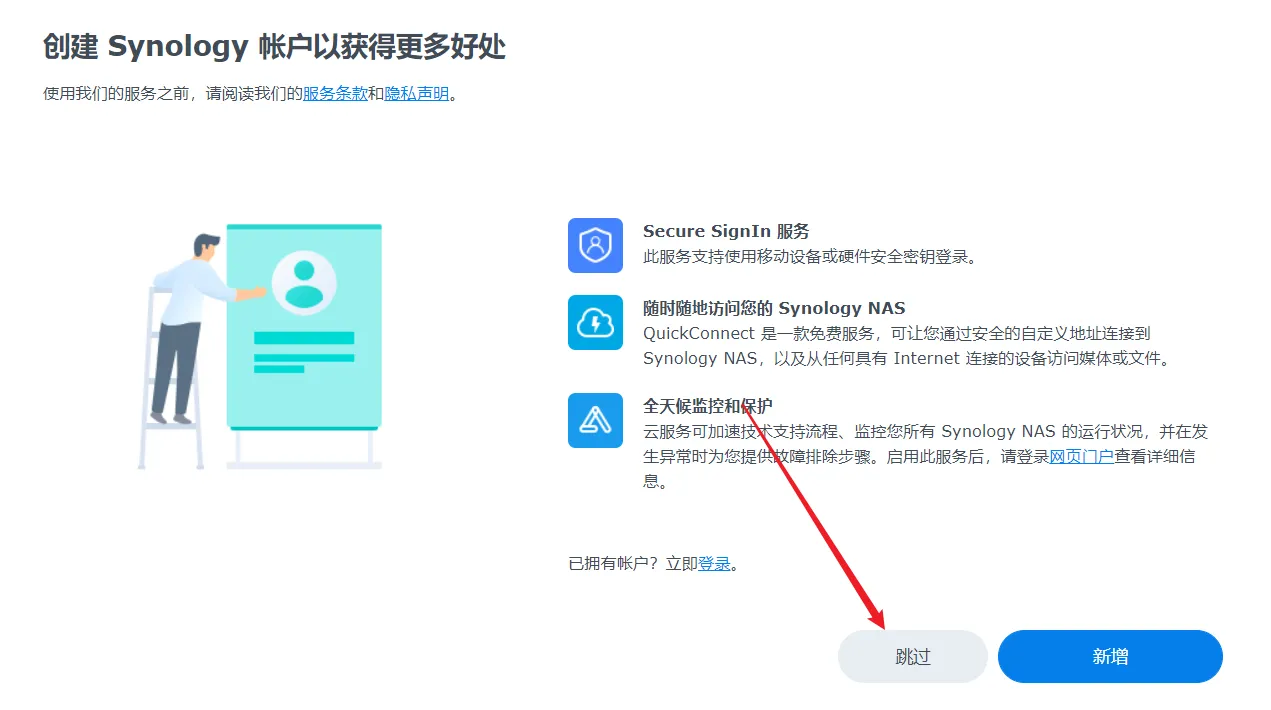 创建 Synology 帐户以获得更多好处
使用我们的服务之前，请阅读我们的服务条款和隐私声明。
Secure SignIn 服务
此服务支持使用移动设备或硬件安全密钥登录。
随时随地访问您的 Synology NAS
QuickConnect 是一款免费服务，可让您通过安全的自定义地址连接到
Synology NAS，以及从任何具有 Internet 连接的设备访问媒体或文件。
全天候监控和保护
云服务可加速技术支持流程、监控您所有 Synology NAS 的运行状况，并在发
生异常时为您提供故障排除步骤。启用此服务后，请登录网页门户查看详细信
息。
已拥有帐户？立即登录。
跳过
新增